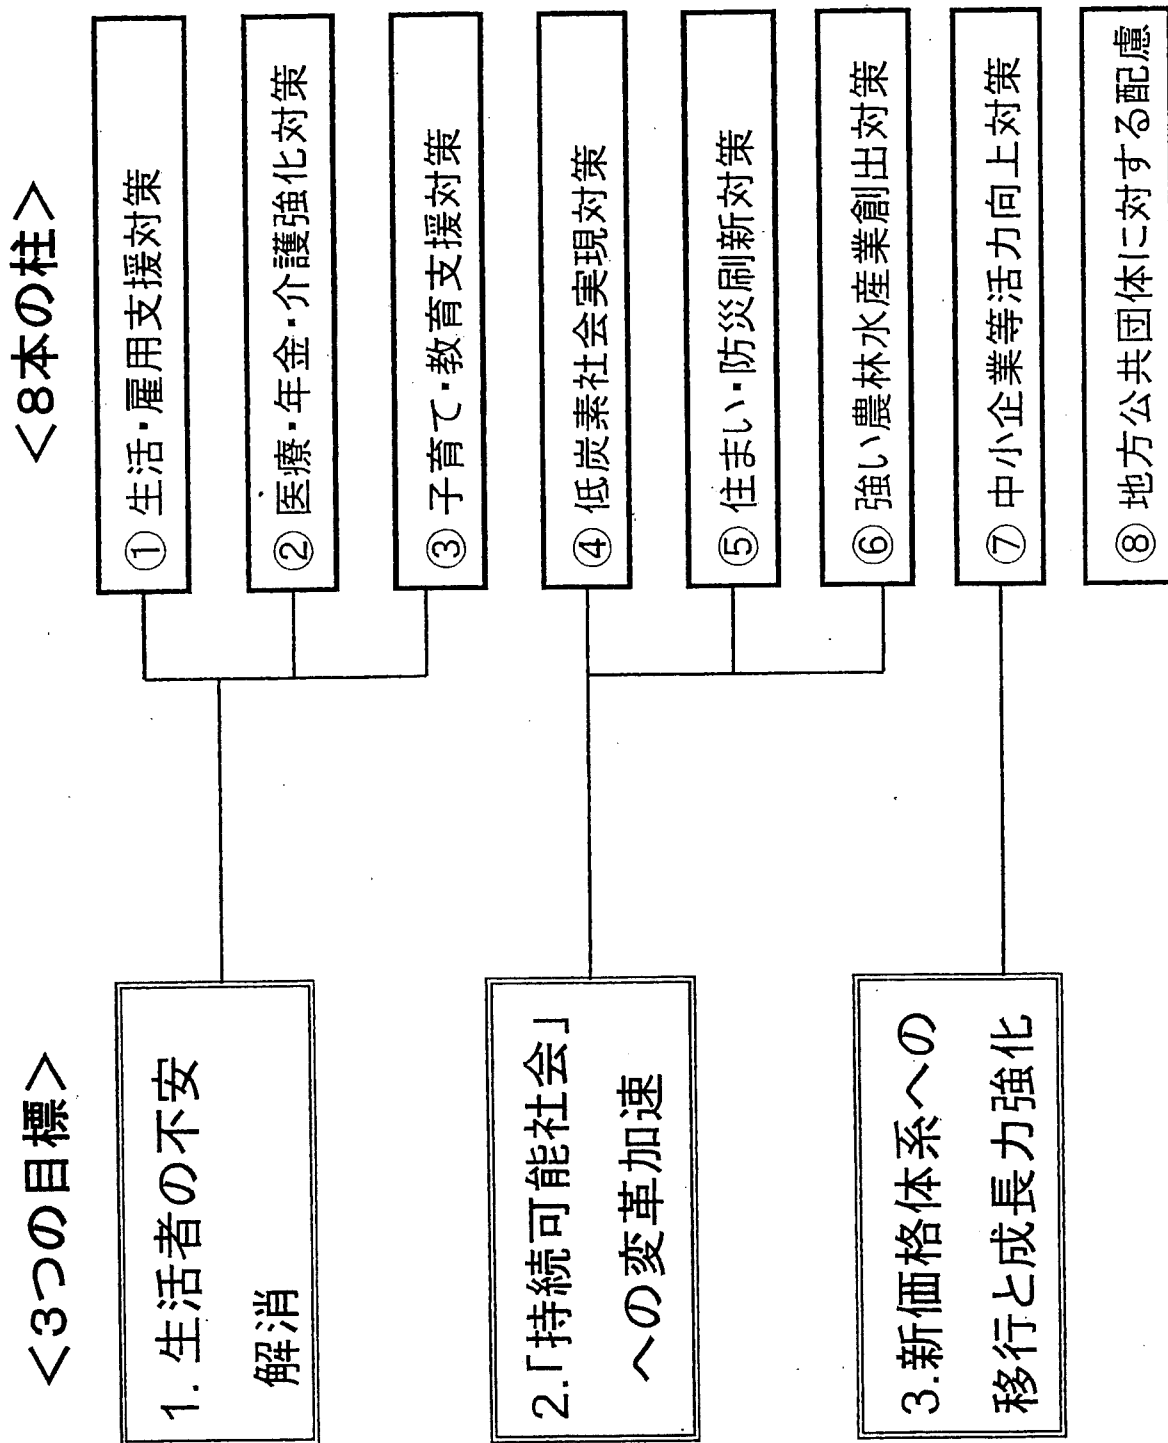 <3つの目標>
1. 生活者の不安
解消
2.「持続可能社会」
への変革加速
3.新価格体系への
移行と成長力強化
<8本の柱>
① 生活・雇用支援対策
② 医療・年金・介護強化対策
③ 子育て・教育支援対策
④ 低炭素社会実現対策
⑤ 住まい・防災刷新対策
⑥ 強い農林水産業創出対策
⑦ 中小企業等活力向上対策
⑧ 地方公共団体に対する配慮